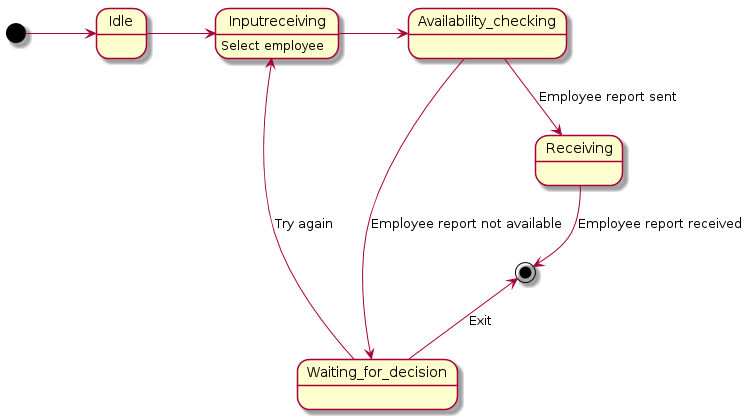 Idle
Inputreceiving
Select employee
Availability_checking
Employee report sent
Receiving
Try again
Employee report not available
Employee report received
Exit
Waiting_for_decision